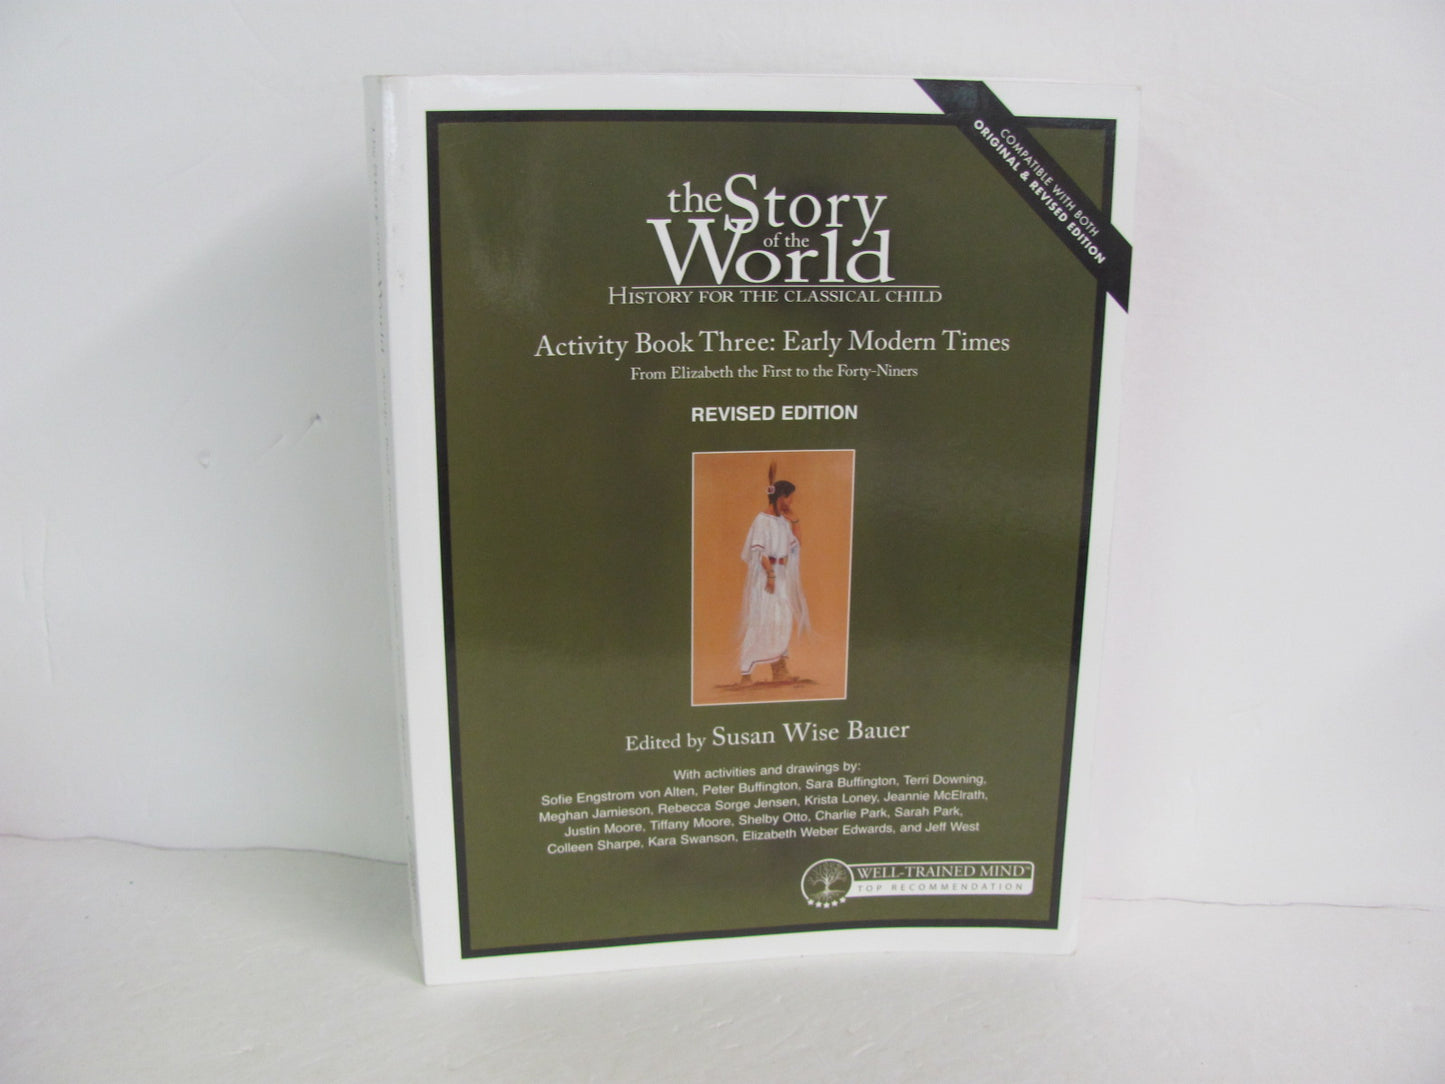 COMPATIBLE WITH BOTH
ORIGINAL & REVISED EDITION
the Story
of the
World
HISTORY FOR THE CLASSICAL CHILD
Activity Book Three: Early Modern Times
From Elizabeth the First to the Forty-Niners
REVISED EDITION
Edited by Susan Wise Bauer
With activities and drawings by:
Sofie Engstrom von Alten, Peter Buffington, Sara Buffington, Terri Downing,
Meghan Jamieson, Rebecca Sorge Jensen, Krista Loney, Jeannie McElrath,
Justin Moore, Tiffany Moore, Shelby Otto, Charlie Park, Sarah Park,
Colleen Sharpe, Kara Swanson, Elizabeth Weber Edwards, and Jeff West
WELL-TRAINED MIND™
TOP RECOMMENDATION